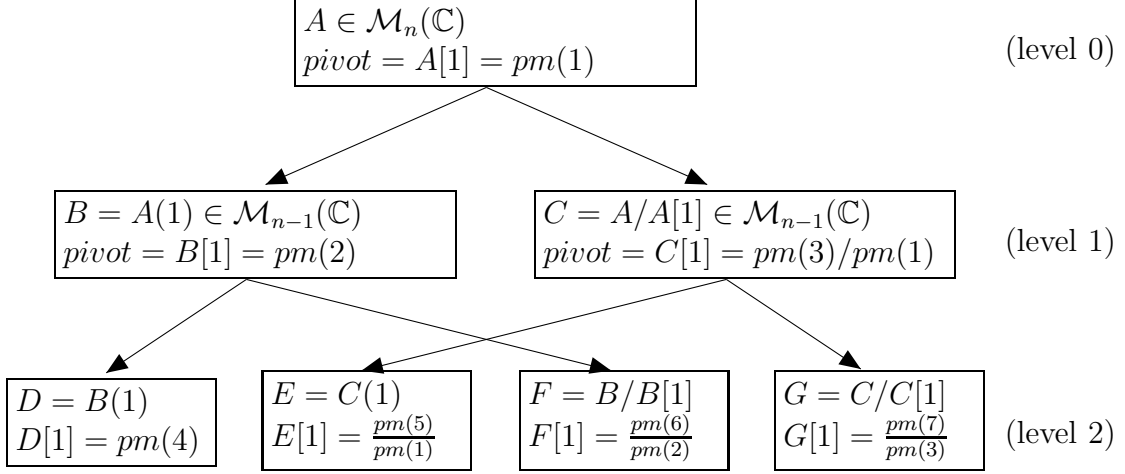 A ∈ ℳₙ(ℂ)
pivot = A[1] = pm(1)
(level 0)
B = A(1) ∈ ℳₙ₋₁(ℂ)
pivot = B[1] = pm(2)
C = A/A[1] ∈ ℳₙ₋₁(ℂ)
pivot = C[1] = pm(3)/pm(1)
(level 1)
D = B(1)
D[1] = pm(4)
E = C(1)
E[1] = pm(5)/pm(1)
F = B/B[1]
F[1] = pm(6)/pm(2)
G = C/C[1]
G[1] = pm(7)/pm(3)
(level 2)